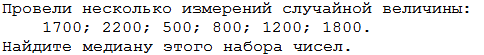 Провели несколько измерений случайной величины:
1700; 2200; 500; 800; 1200; 1800.
Найдите медиану этого набора чисел.